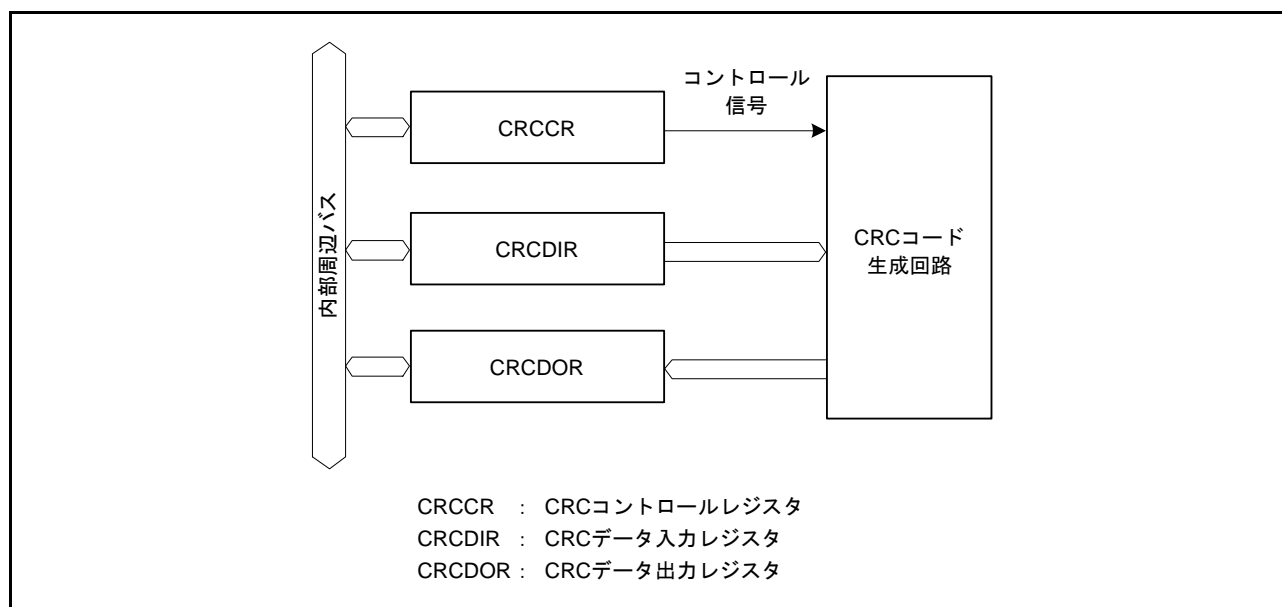 コントロール
信号
CRCCR
内部周辺バス
CRCDIR
CRCコード
生成回路
CRCDOR
CRCCR : CRCコントロールレジスタ
CRCDIR : CRCデータ入力レジスタ
CRCDOR : CRCデータ出力レジスタ